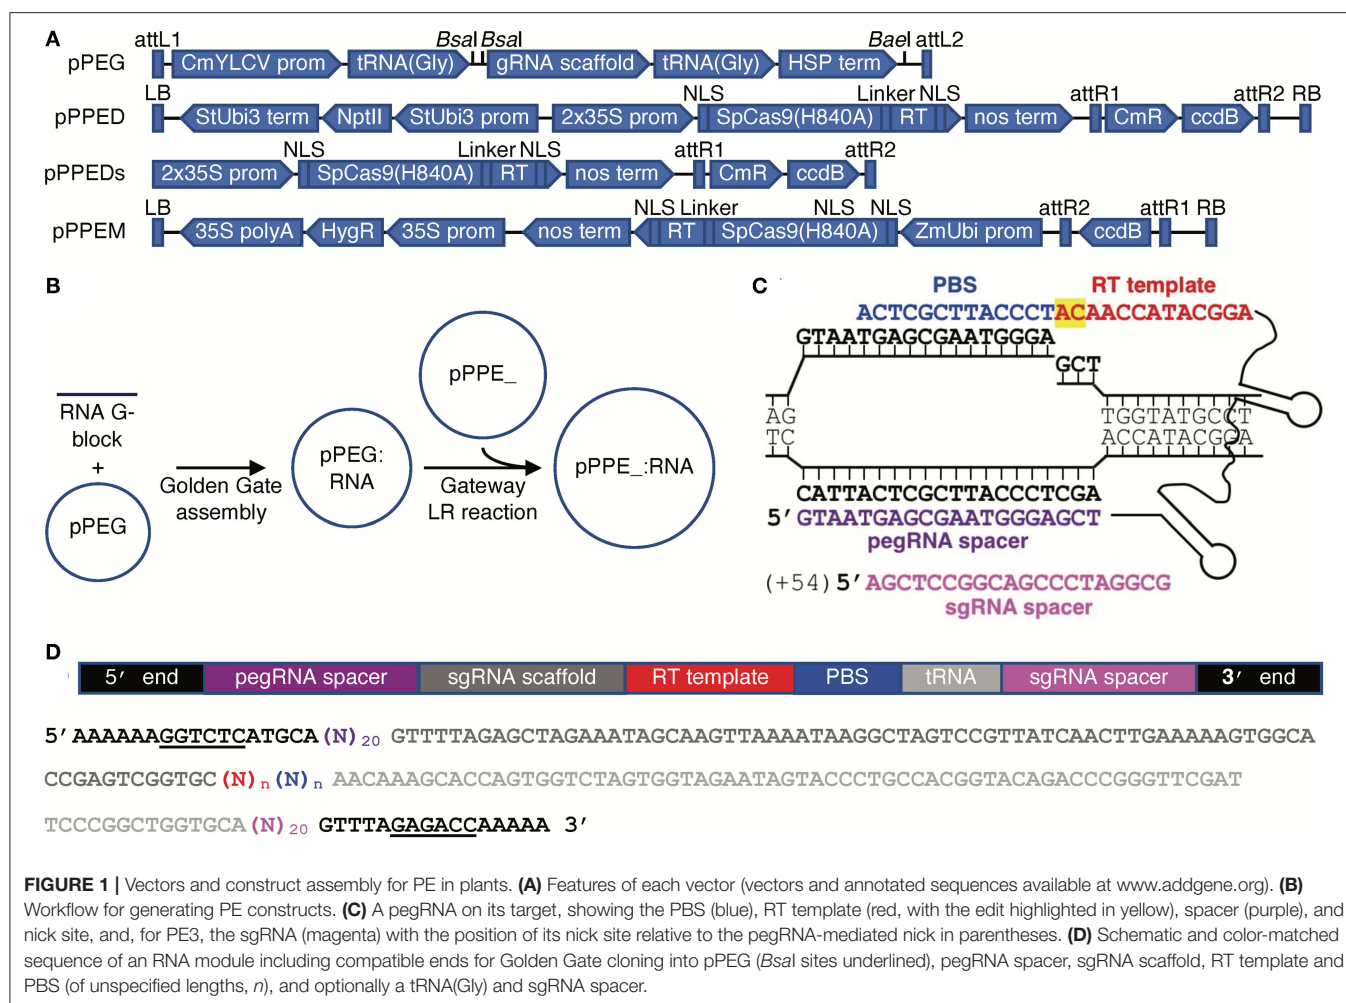 A
attL1 BsaI BsaI BaeI attL2
pPEG CmYLCV prom tRNA(Gly) gRNA scaffold tRNA(Gly) HSP term
LB NLS Linker NLS attR1 attR2 RB
pPPED StUbi3 term NptII StUbi3 prom 2x35S prom SpCas9(H840A) RT nos term CmR ccdB
NLS Linker NLS attR1 attR2
pPPEDs 2x35S prom SpCas9(H840A) RT nos term CmR ccdB
LB NLS Linker NLS NLS attR2 attR1 RB
pPPEM 35S polyA HygR 35S prom nos term RT SpCas9(H840A) ZmUbi prom ccdB
B
RNA G-
block
+
pPEG
Golden Gate
assembly
pPEG:
RNA
pPPE_
Gateway
LR reaction
pPPE_:RNA
C
PBS RT template
ACTCGCTTACCCTACAACCATACGGA
GTAATGAGCGAATGGGA
GCT
AG TGGTATGCCT
TC ACCATACGGA
CATTACTCGCTTACCCTCGA
5'GTAATGAGCGAATGGGAGCT
pegRNA spacer
(+54) 5'AGCTCCGGCAGCCCTAGGCG
sgRNA spacer
D
5' end pegRNA spacer sgRNA scaffold RT template PBS tRNA sgRNA spacer 3' end
5'AAAAAAGGTCTCATGCA(N)20 GTTTTAGAGCTAGAAATAGCAAGTTAAAATAAGGCTAGTCCGTTATCAACTTGAAAAAGTGGCA
CCGAGTCGGTGC(N)n(N)n AACAAAGCACCAGTGGTCTAGTGGTAGAATAGTACCCTGCCACGGTACAGACCCGGGTTCGAT
TCCCGGCTGGTGCA(N)20 GTTTAGAGACCAAAAA 3'
FIGURE 1 | Vectors and construct assembly for PE in plants. (A) Features of each vector (vectors and annotated sequences available at www.addgene.org). (B)
Workflow for generating PE constructs. (C) A pegRNA on its target, showing the PBS (blue), RT template (red, with the edit highlighted in yellow), spacer (purple), and
nick site, and, for PE3, the sgRNA (magenta) with the position of its nick site relative to the pegRNA-mediated nick in parentheses. (D) Schematic and color-matched
sequence of an RNA module including compatible ends for Golden Gate cloning into pPEG (BsaI sites underlined), pegRNA spacer, sgRNA scaffold, RT template and
PBS (of unspecified lengths, n), and optionally a tRNA(Gly) and sgRNA spacer.